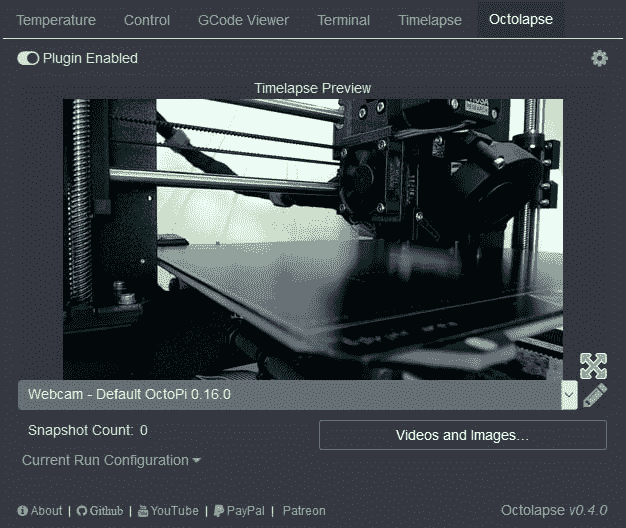 Temperature Control GCode Viewer Terminal Timelapse Octolapse
Plugin Enabled
Timelapse Preview
RESEARCH
Webcam - Default OctoPi 0.16.0
Snapshot Count: 0
Videos and Images...
Current Run Configuration
About | Github | YouTube | PayPal | Patreon
Octolapse v0.4.0